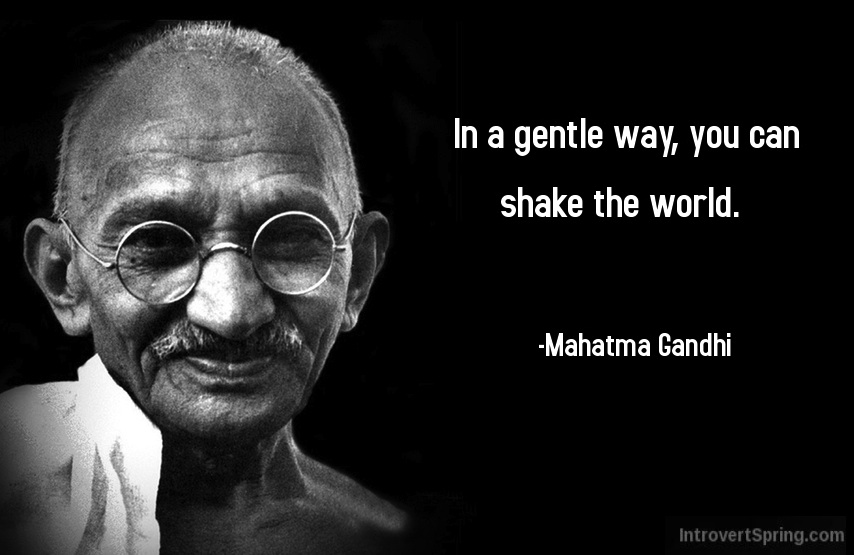 In a gentle way, you can
shake the world.
-Mahatma Gandhi
IntrovertSpring.com